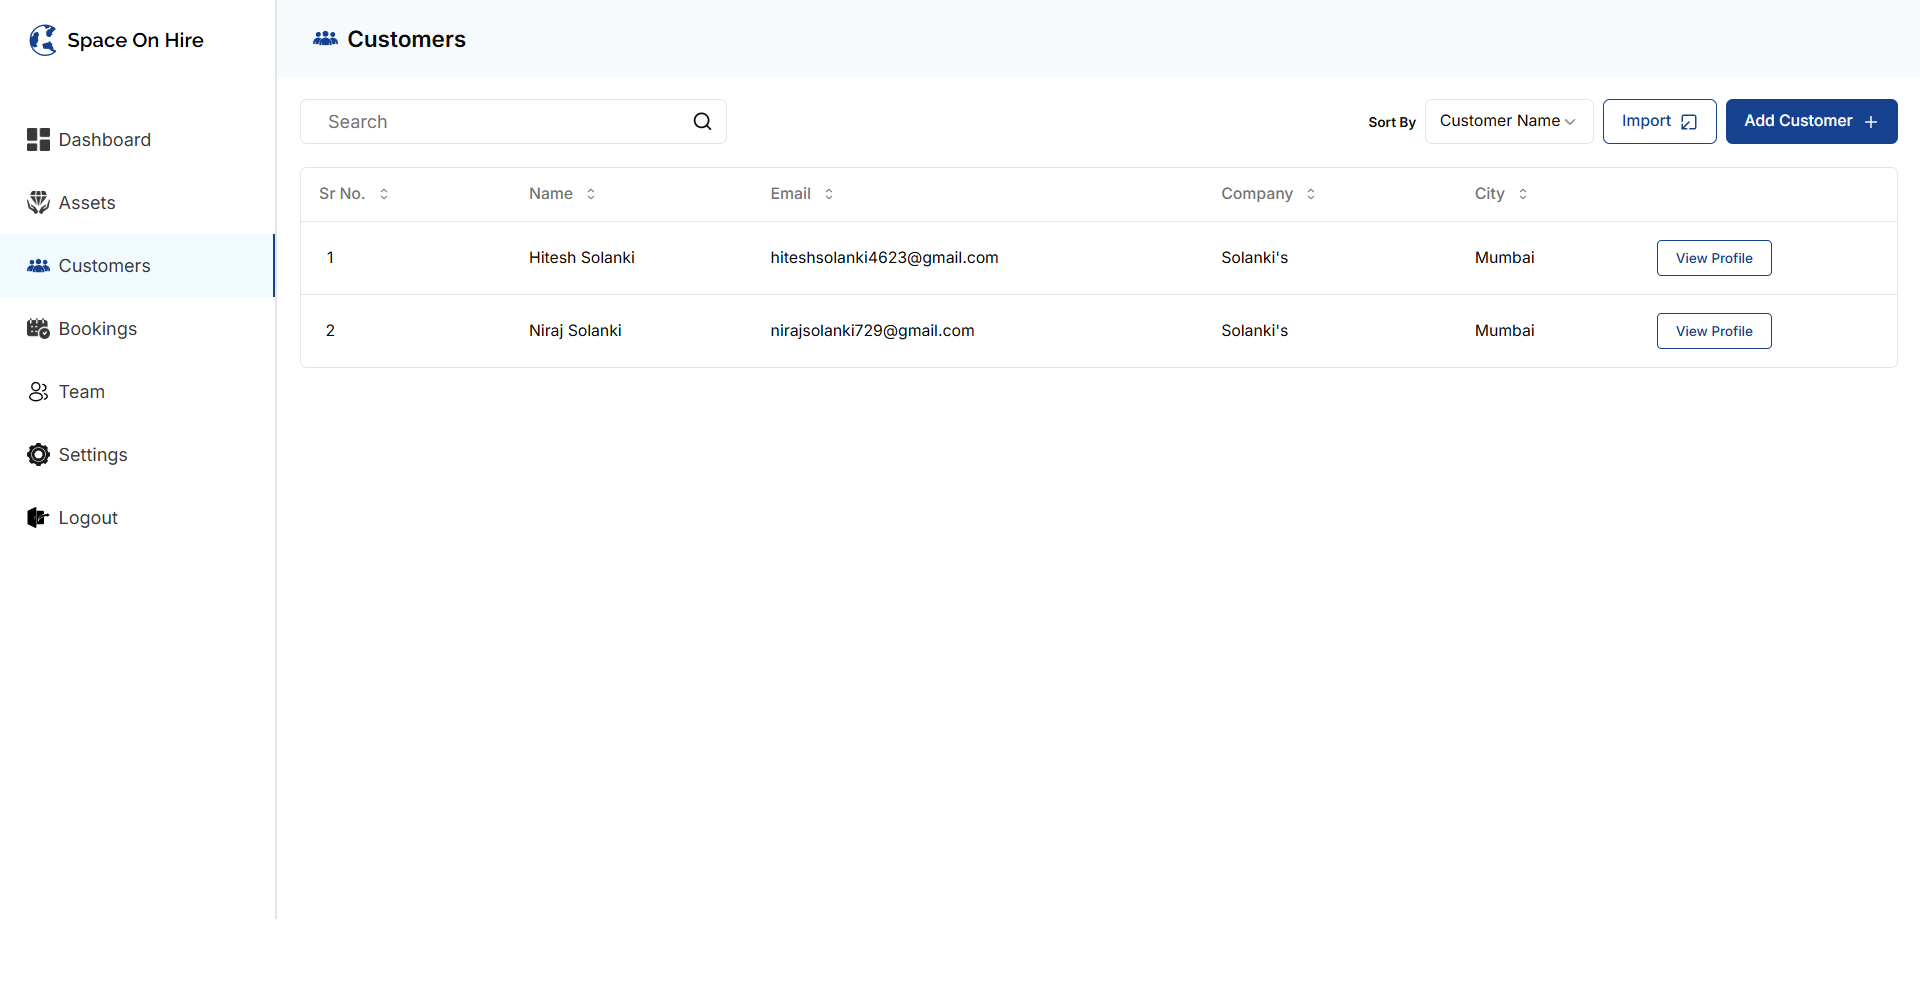 Space On Hire
Customers
Dashboard
Assets
Customers
Bookings
Team
Settings
Logout
Search
Sort By
Customer Name
Import
Add Customer +
Sr No. Name Email Company City
1 Hitesh Solanki hiteshsolanki4623@gmail.com Solanki's Mumbai View Profile
2 Niraj Solanki nirajsolanki729@gmail.com Solanki's Mumbai View Profile